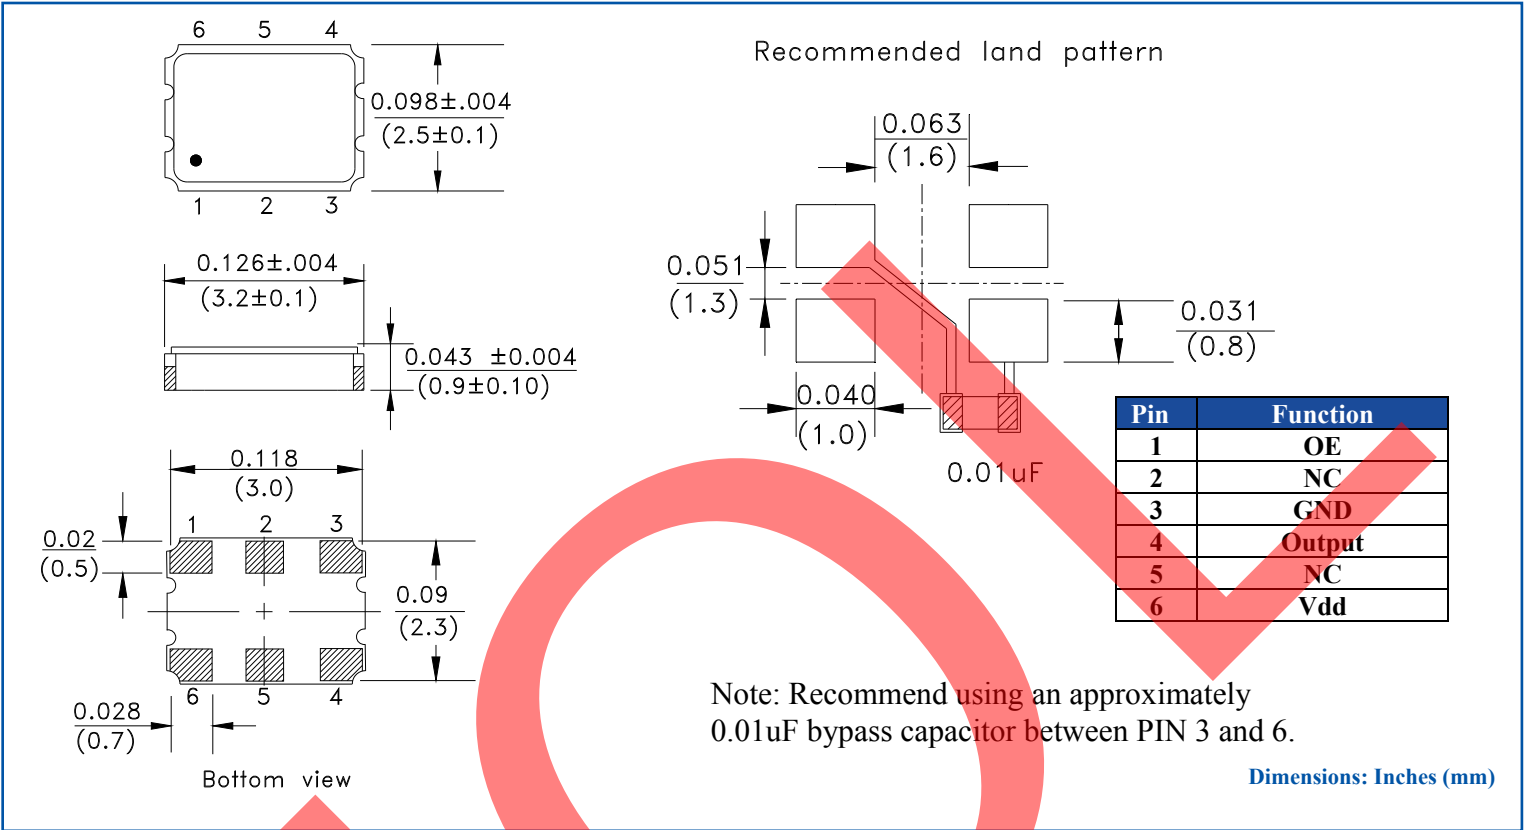 6 5 4
0.098±.004
(2.5±0.1)
1 2 3
0.126±.004
(3.2±0.1)
0.043 ±0.004
(0.9±0.10)
0.118
(3.0)
1 2 3
0.02
(0.5)
0.09
(2.3)
6 5 4
0.028
(0.7)
Bottom view
Recommended land pattern
0.063
(1.6)
0.051
(1.3)
0.031
(0.8)
0.040
(1.0)
0.01uF
Pin Function
1 OE
2 NC
3 GND
4 Output
5 NC
6 Vdd
Note: Recommend using an approximately
0.01uF bypass capacitor between PIN 3 and 6.
Dimensions: Inches (mm)